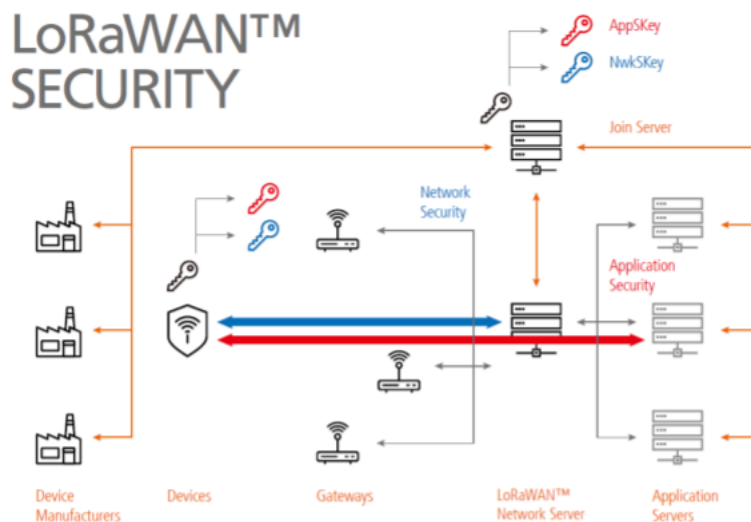 LoRaWAN™
SECURITY
AppSKey
NwkSKey
Join Server
Network
Security
Application
Security
Device
Manufacturers
Devices
Gateways
LoRaWAN™
Network Server
Application
Servers